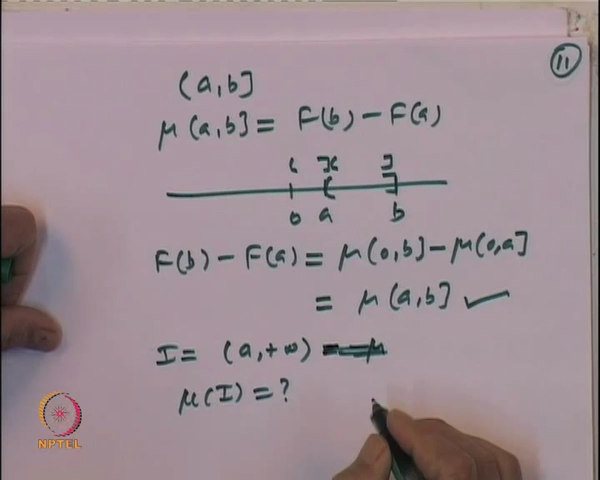 11
(a,b]
μ(a,b] = F(b) − F(a)
( ]( ]
0 a b
F(b) − F(a) = μ(0,b] − μ(0,a]
= μ(a,b] ✓
I = (a,+∞)
μ(I) = ?
NPTEL